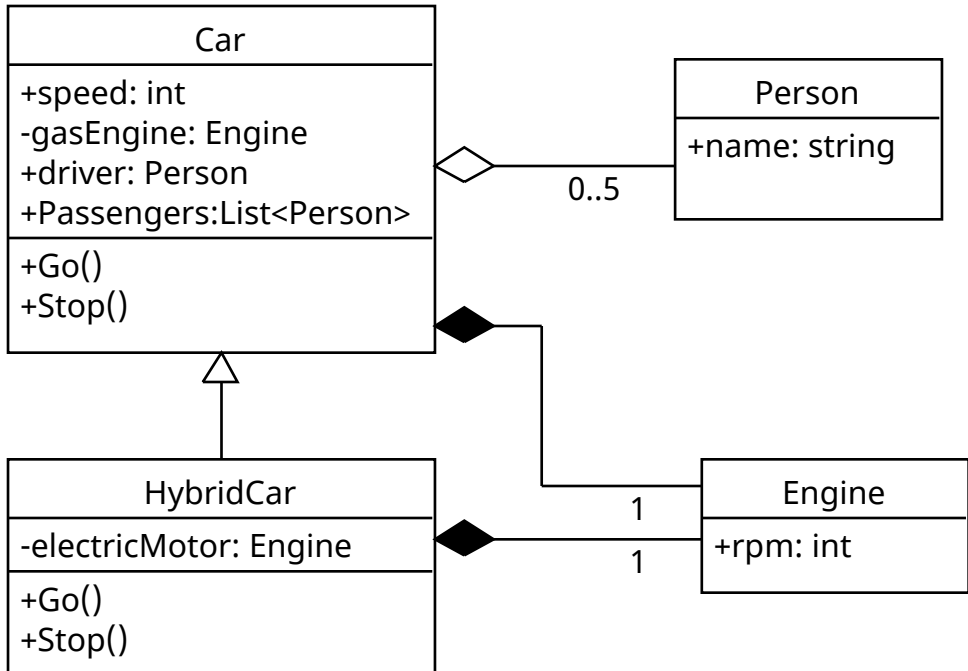 Car
+speed: int
-gasEngine: Engine
+driver: Person
+Passengers:List<Person>
+Go()
+Stop()
Person
+name: string
0..5
HybridCar
-electricMotor: Engine
+Go()
+Stop()
1
1
Engine
+rpm: int